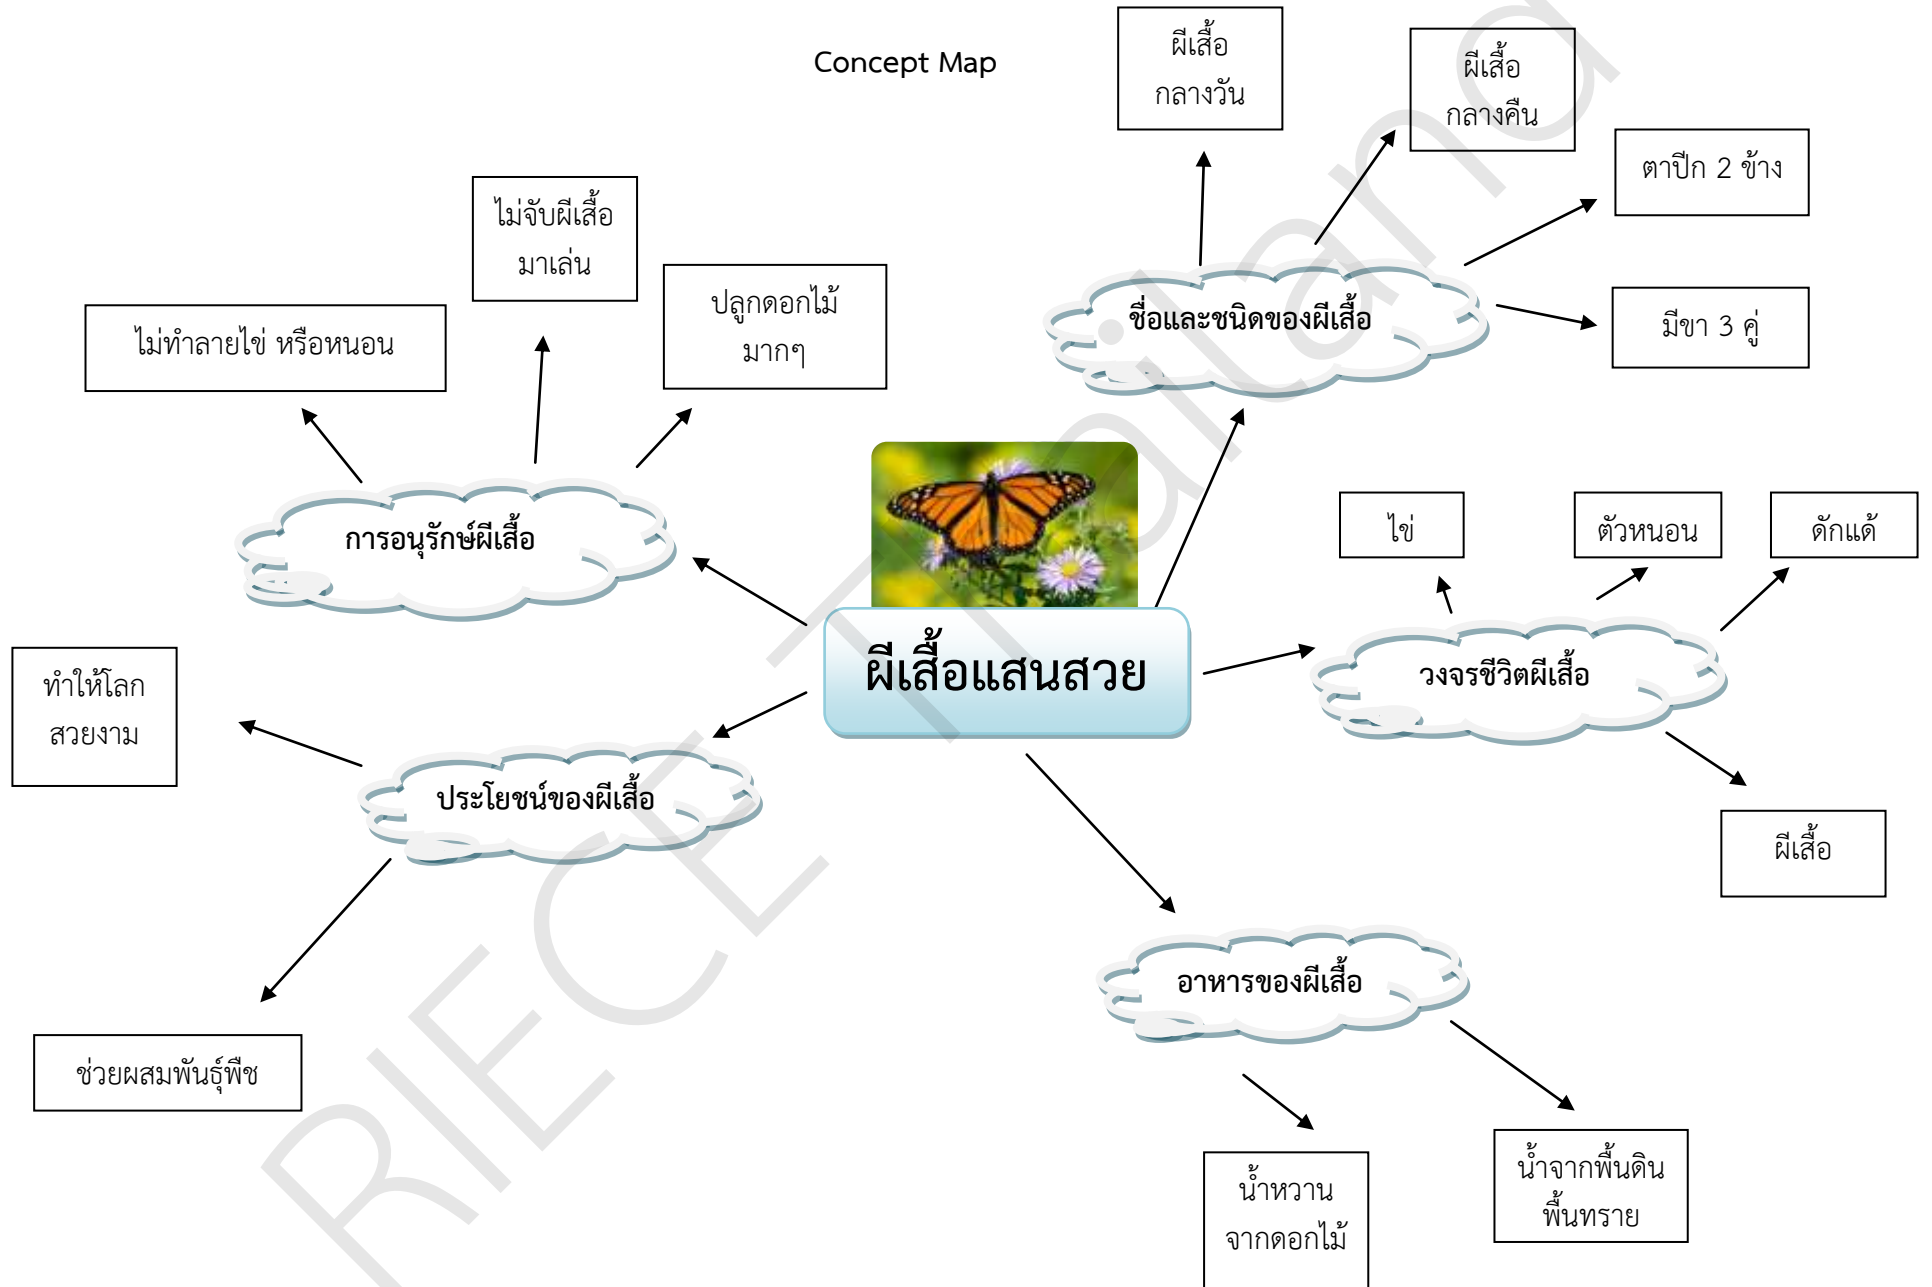 Concept Map
ผีเสื้อ
กลางวัน
ผีเสื้อ
กลางคืน
ตาปีก 2 ข้าง
มีขา 3 คู่
ชื่อและชนิดของผีเสื้อ
ไม่จับผีเสื้อ
มาเล่น
ปลูกดอกไม้
มากๆ
ไม่ทำลายไข่ หรือหนอน
การอนุรักษ์ผีเสื้อ
ไข่
ตัวหนอน
ดักแด้
วงจรชีวิตผีเสื้อ
ผีเสื้อ
ผีเสื้อแสนสวย
ทำให้โลก
สวยงาม
ประโยชน์ของผีเสื้อ
ช่วยผสมพันธุ์พืช
อาหารของผีเสื้อ
น้ำหวาน
จากดอกไม้
น้ำจากพื้นดิน
พื้นทราย
RIECE Thailand